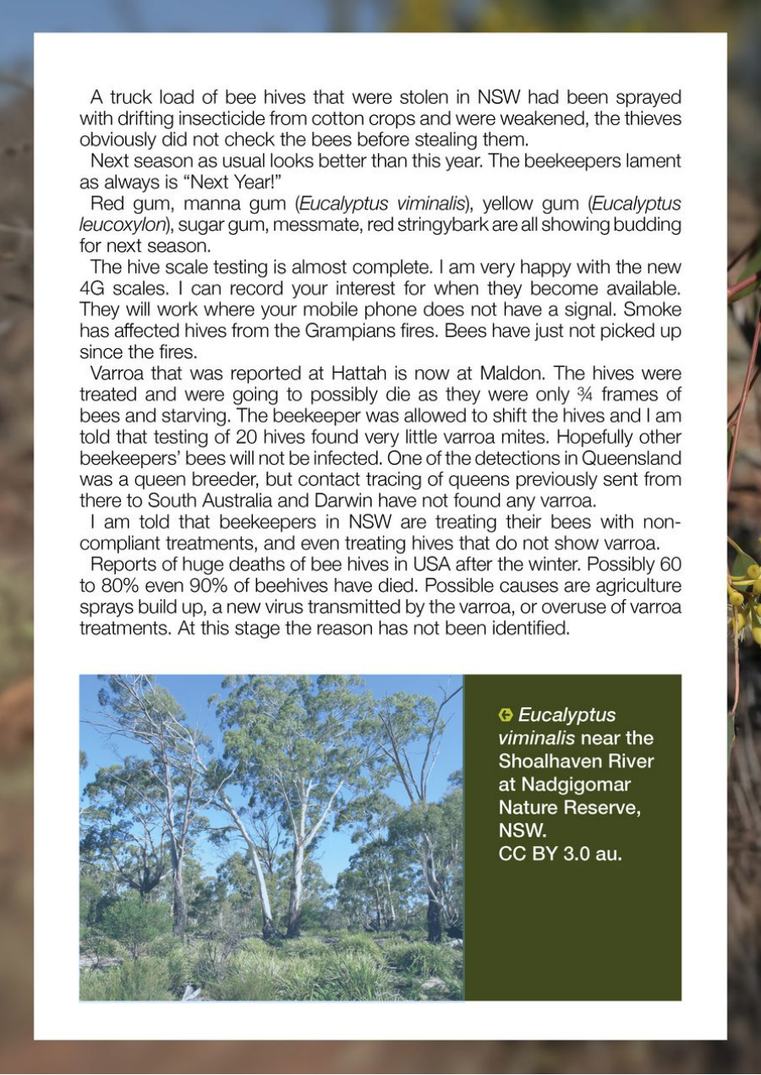 A truck load of bee hives that were stolen in NSW had been sprayed
with drifting insecticide from cotton crops and were weakened, the thieves
obviously did not check the bees before stealing them.
Next season as usual looks better than this year. The beekeepers lament
as always is “Next Year!”
Red gum, manna gum (Eucalyptus viminalis), yellow gum (Eucalyptus
leucoxylon), sugar gum, messmate, red stringybark are all showing budding
for next season.
The hive scale testing is almost complete. I am very happy with the new
4G scales. I can record your interest for when they become available.
They will work where your mobile phone does not have a signal. Smoke
has affected hives from the Grampians fires. Bees have just not picked up
since the fires.
Varroa that was reported at Hattah is now at Maldon. The hives were
treated and were going to possibly die as they were only ¾ frames of
bees and starving. The beekeeper was allowed to shift the hives and I am
told that testing of 20 hives found very little varroa mites. Hopefully other
beekeepers’ bees will not be infected. One of the detections in Queensland
was a queen breeder, but contact tracing of queens previously sent from
there to South Australia and Darwin have not found any varroa.
I am told that beekeepers in NSW are treating their bees with non-
compliant treatments, and even treating hives that do not show varroa.
Reports of huge deaths of bee hives in USA after the winter. Possibly 60
to 80% even 90% of beehives have died. Possible causes are agriculture
sprays build up, a new virus transmitted by the varroa, or overuse of varroa
treatments. At this stage the reason has not been identified.
Eucalyptus
viminalis near the
Shoalhaven River
at Nadgigomar
Nature Reserve,
NSW.
CC BY 3.0 au.